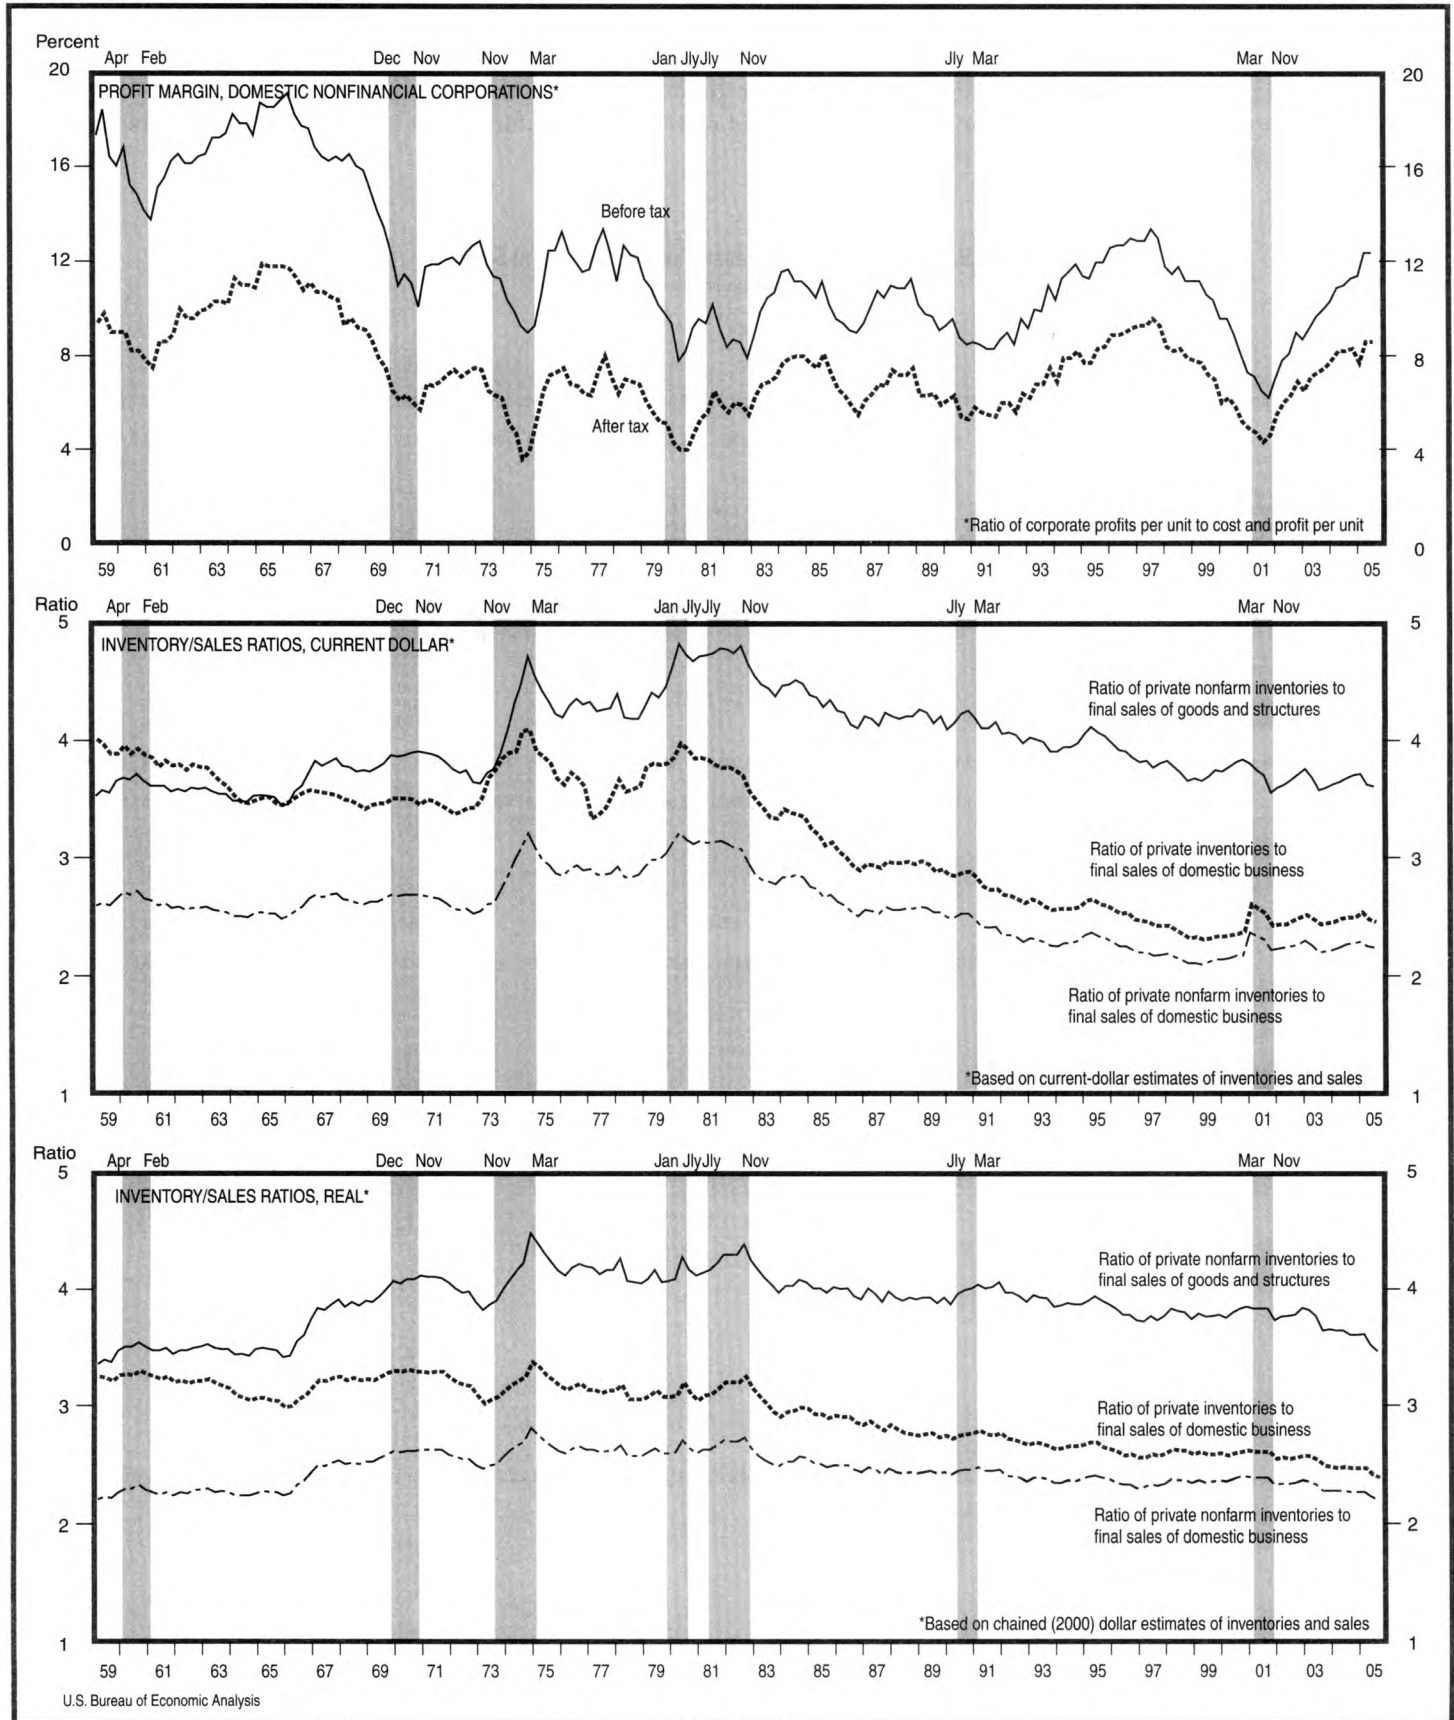 Percent
Apr Feb Dec Nov Nov Mar Jan Jly Jly Nov Jly Mar Mar Nov
20 20
PROFIT MARGIN, DOMESTIC NONFINANCIAL CORPORATIONS*
16 16
Before tax
12 12
8 8
After tax
4 4
*Ratio of corporate profits per unit to cost and profit per unit
0 0
59 61 63 65 67 69 71 73 75 77 79 81 83 85 87 89 91 93 95 97 99 01 03 05
Ratio
Apr Feb Dec Nov Nov Mar Jan Jly Jly Nov Jly Mar Mar Nov
5 5
INVENTORY/SALES RATIOS, CURRENT DOLLAR*
Ratio of private nonfarm inventories to
final sales of goods and structures
4 4
Ratio of private inventories to
final sales of domestic business
3 3
2 2
Ratio of private nonfarm inventories to
final sales of domestic business
*Based on current-dollar estimates of inventories and sales
1 1
59 61 63 65 67 69 71 73 75 77 79 81 83 85 87 89 91 93 95 97 99 01 03 05
Ratio
Apr Feb Dec Nov Nov Mar Jan Jly Jly Nov Jly Mar Mar Nov
5 5
INVENTORY/SALES RATIOS, REAL*
Ratio of private nonfarm inventories to
final sales of goods and structures
4 4
3 3
Ratio of private inventories to
final sales of domestic business
Ratio of private nonfarm inventories to
final sales of domestic business
2 2
*Based on chained (2000) dollar estimates of inventories and sales
1 1
59 61 63 65 67 69 71 73 75 77 79 81 83 85 87 89 91 93 95 97 99 01 03 05
U.S. Bureau of Economic Analysis